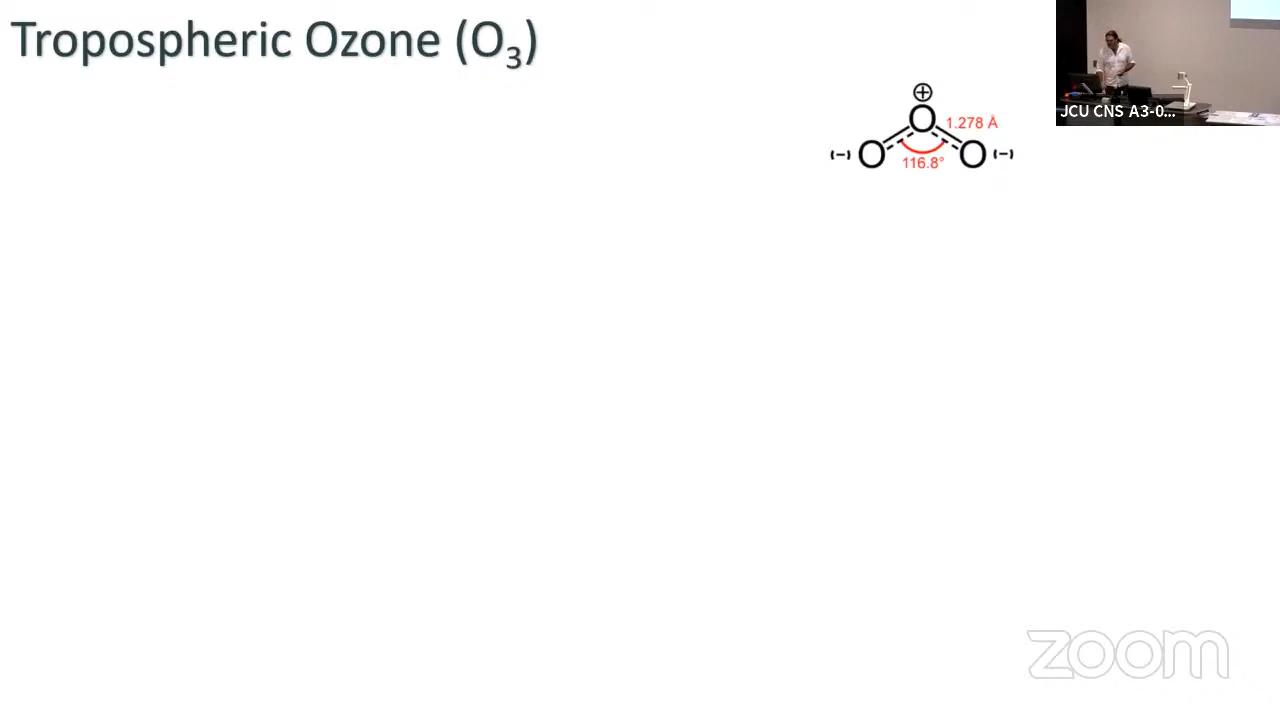 Tropospheric Ozone (O₃)
JCU CNS A3-0...
⊕
O
1.278 Å
(−) O O (−)
116.8°
zoom